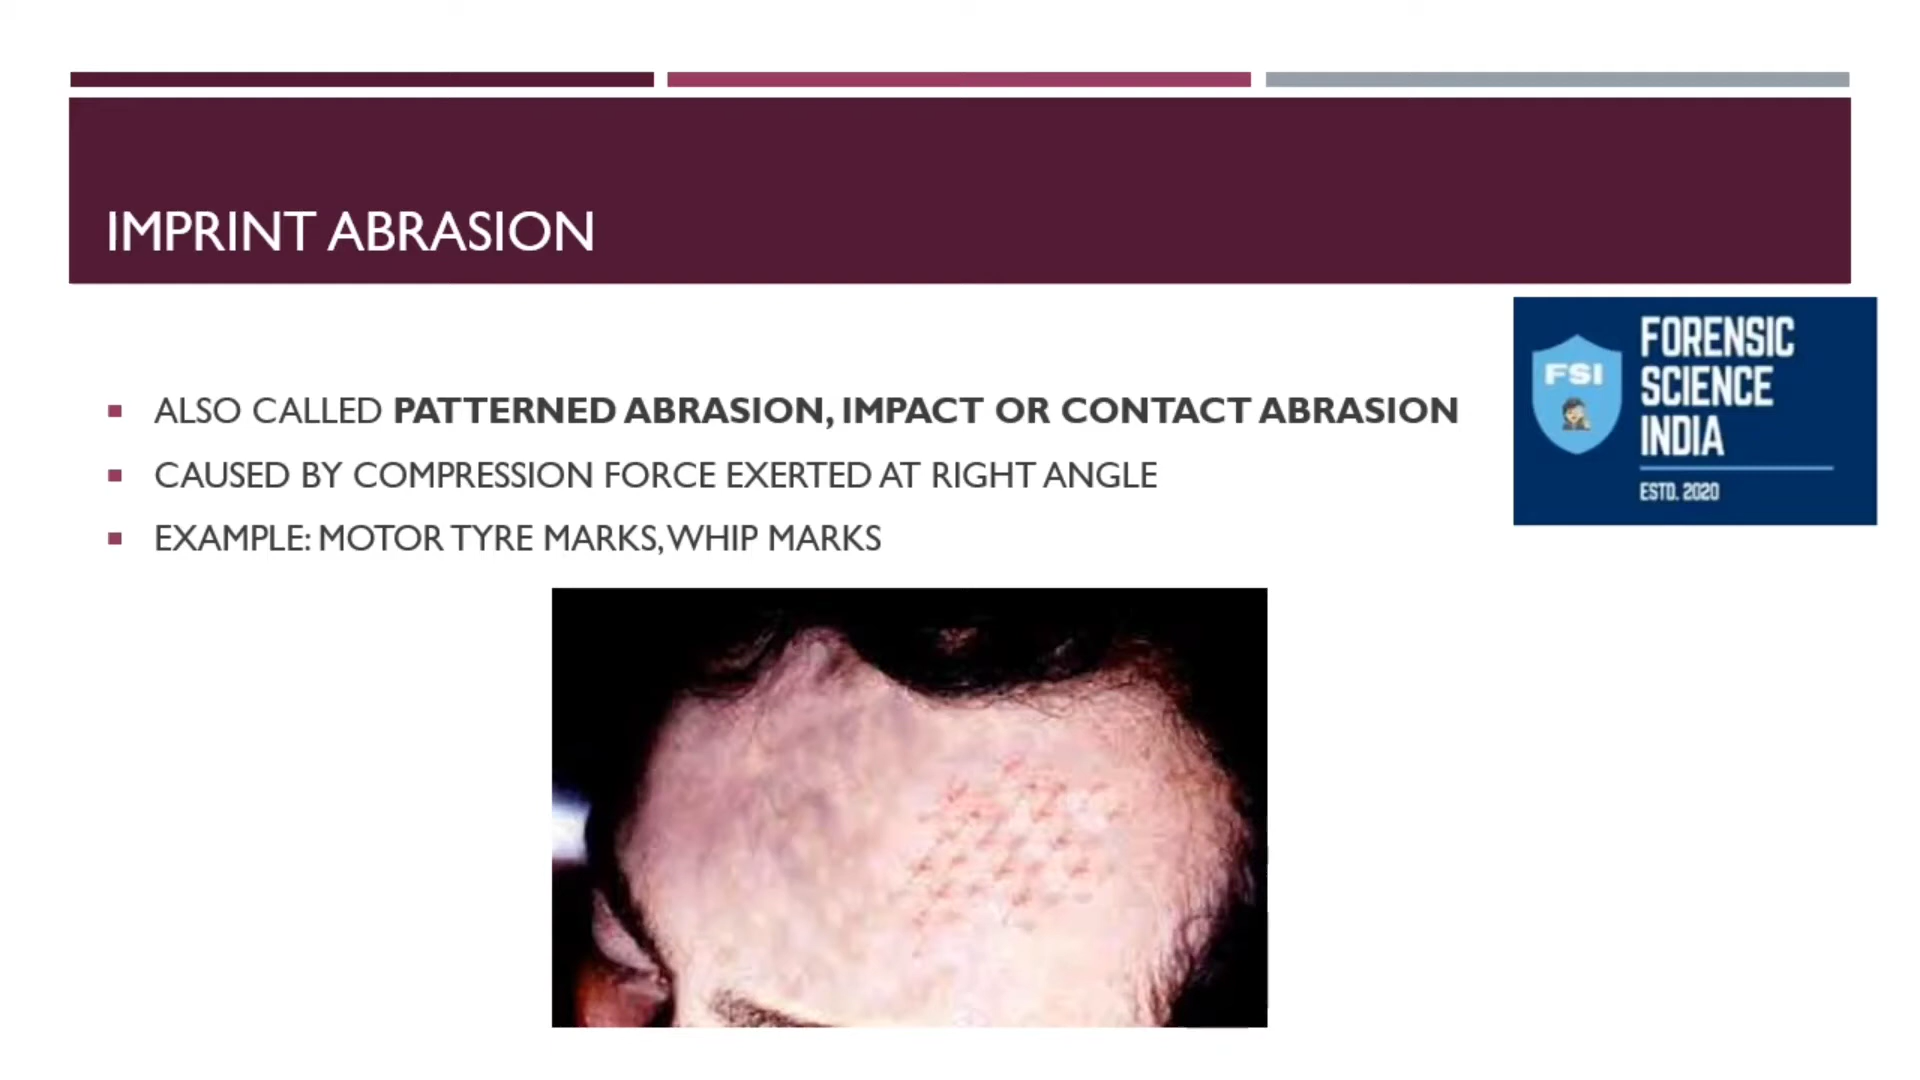 IMPRINT ABRASION
FORENSIC
SCIENCE
INDIA
ESTD. 2020
FSI
ALSO CALLED PATTERNED ABRASION, IMPACT OR CONTACT ABRASION
CAUSED BY COMPRESSION FORCE EXERTED AT RIGHT ANGLE
EXAMPLE: MOTOR TYRE MARKS, WHIP MARKS